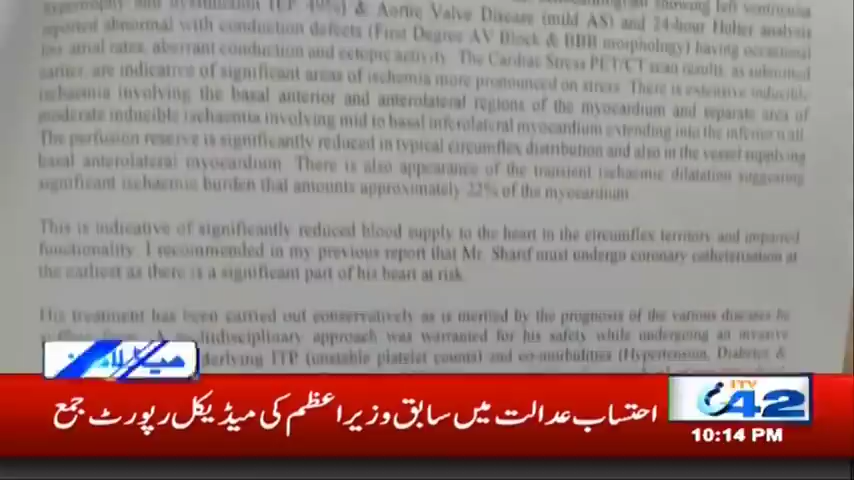 hypertrophy and dysfunction (EF 49%) & Aortic Valve Disease (mild AS) and 24-hour Holter analysis
reported abnormal with conduction defects (First Degree AV Block & BBB morphology) having occasional
fast atrial rates, aberrant conduction and ectopic activity. The Cardiac Stress PET/CT scan results, as submitted
earlier, are indicative of significant areas of ischemia more pronounced on stress. There is extensive inducible
ischaemia involving the basal anterior and anterolateral regions of the myocardium and separate area of
moderate inducible ischaemia involving mid to basal inferolateral myocardium extending into the inferior wall.
The perfusion reserve is significantly reduced in typical circumflex distribution and also in the vessel supplying
basal anterolateral myocardium. There is also appearance of the transient ischaemic dilatation suggesting
significant ischaemic burden that amounts approximately 22% of the myocardium.
This is indicative of significantly reduced blood supply to the heart in the circumflex territory and impaired
functionality. I recommended in my previous report that Mr. Sharif must undergo coronary catheterisation at
the earliest as there is a significant part of his heart at risk.
His treatment has been carried out conservatively as is merited by the prognosis of the various diseases he
A multidisciplinary approach was warranted for his safety while undergoing an invasive
underlying ITP (unstable platelet counts) and co-morbidities (Hypertension, Diabetes &
ہیڈلائنز
احتساب عدالت میں سابق وزیراعظم کی میڈیکل رپورٹ جمع
ITV
42
10:14 PM